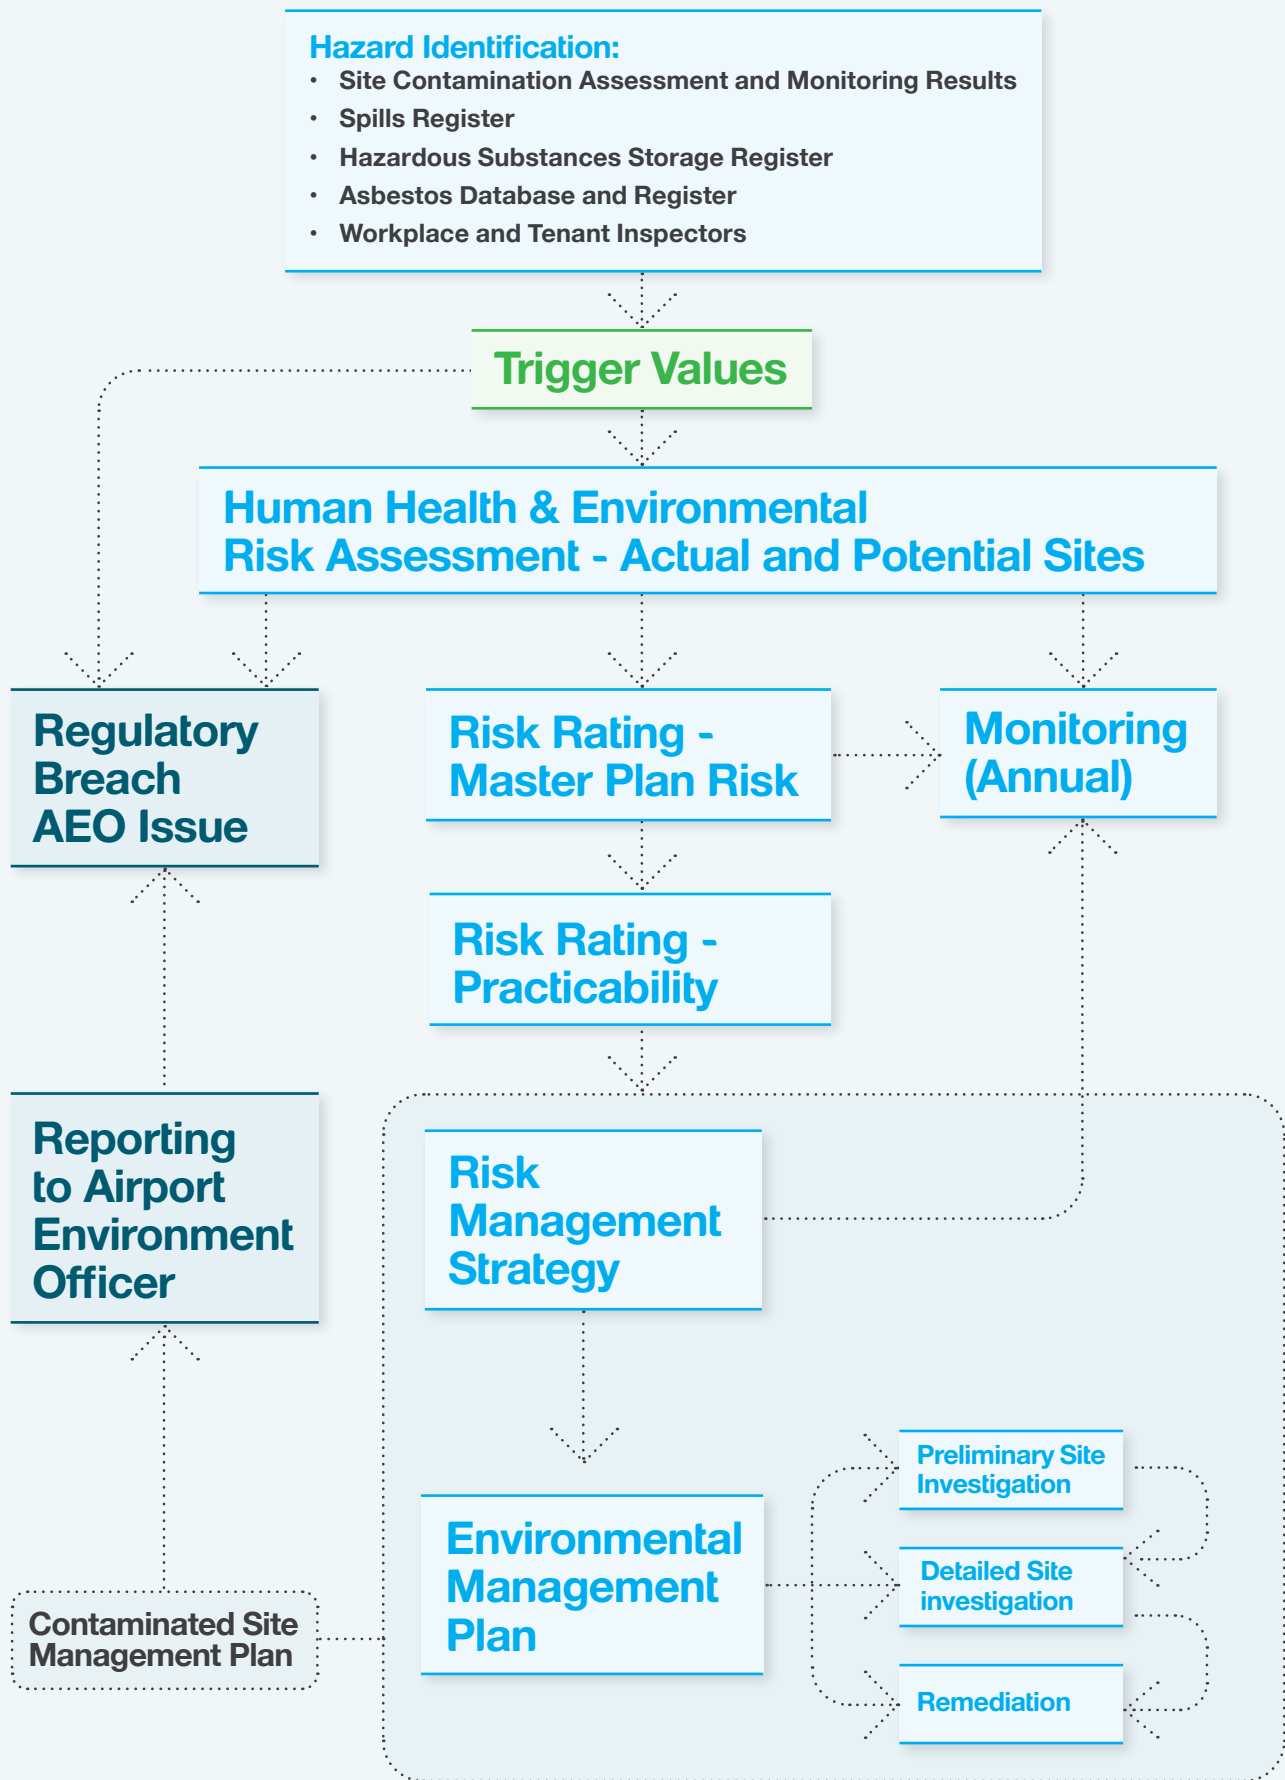 Hazard Identification:
• Site Contamination Assessment and Monitoring Results
• Spills Register
• Hazardous Substances Storage Register
• Asbestos Database and Register
• Workplace and Tenant Inspectors
Trigger Values
Human Health & Environmental
Risk Assessment - Actual and Potential Sites
Regulatory
Breach
AEO Issue
Risk Rating -
Master Plan Risk
Monitoring
(Annual)
Risk Rating -
Practicability
Reporting
to Airport
Environment
Officer
Risk
Management
Strategy
Environmental
Management
Plan
Preliminary Site
Investigation
Detailed Site
investigation
Remediation
Contaminated Site
Management Plan